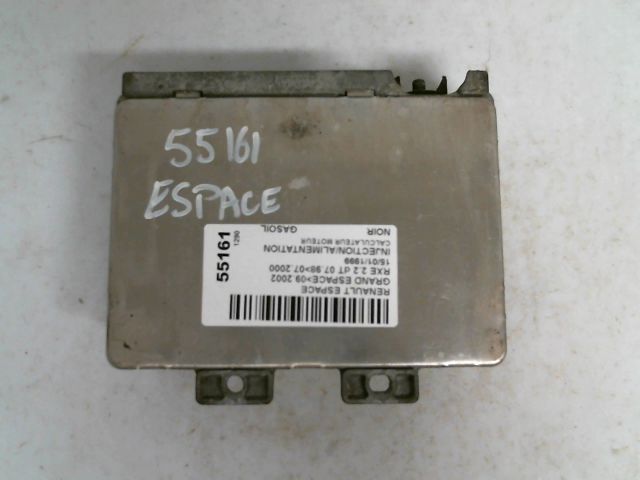 55161
ESPACE
RENAULT ESPACE
GRAND ESPACE>09 2002
RXE 2.2 dT 07.98>07.2000
15/01/1999
INJECTION/ALIMENTATION
CALCULATEUR MOTEUR
GASOIL
NOIR
55161
1280